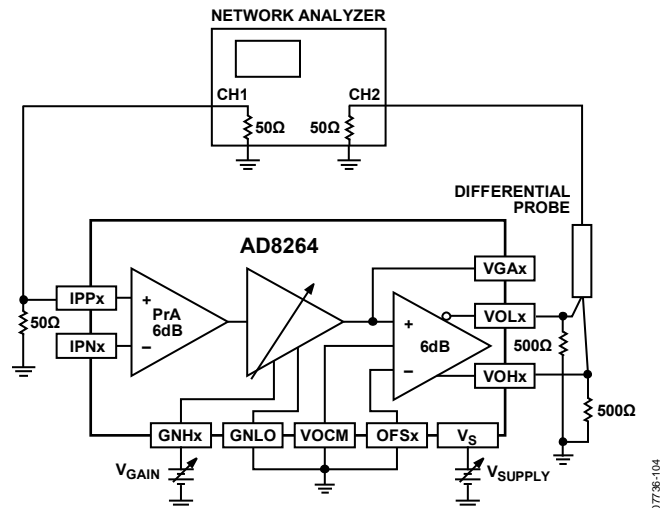 NETWORK ANALYZER
CH1
CH2
50Ω
50Ω
DIFFERENTIAL
PROBE
AD8264
VGAx
IPPx
+
PrA
6dB
–
+
6dB
–
VOLx
50Ω
IPNx
500Ω
VOHx
500Ω
GNHx
GNLO
VOCM
OFSx
VS
VGAIN
VSUPPLY
07736-104